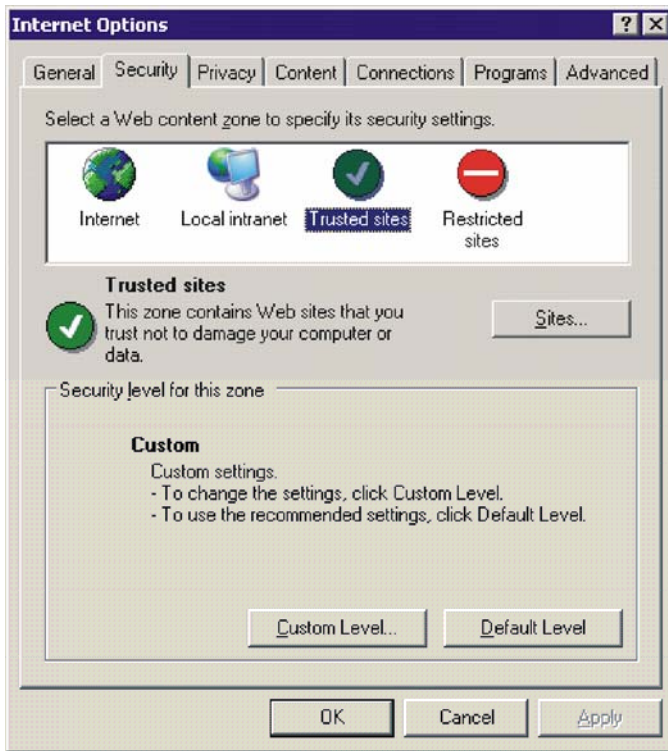 Internet Options
General Security Privacy Content Connections Programs Advanced
Select a Web content zone to specify its security settings.
Internet Local intranet Trusted sites Restricted
sites
Trusted sites
This zone contains Web sites that you
trust not to damage your computer or
data.
Sites...
Security level for this zone
Custom
Custom settings.
- To change the settings, click Custom Level.
- To use the recommended settings, click Default Level.
Custom Level... Default Level
OK Cancel Apply